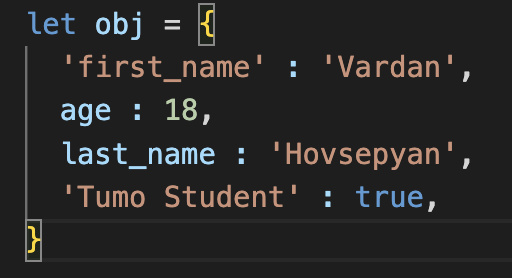 let obj = {
'first_name' : 'Vardan',
age : 18,
last_name : 'Hovsepyan',
'Tumo Student' : true,
}